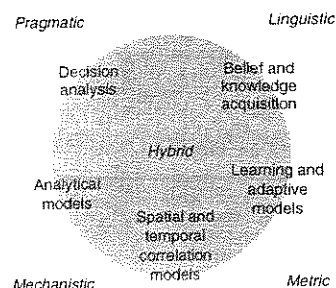 Pragmatic
Linguistic
Decision
analysis
Belief and
knowledge
acquisition
Hybrid
Analytical
models
Learning and
adaptive
models
Spatial and
temporal
correlation
models
Mechanistic
Metric